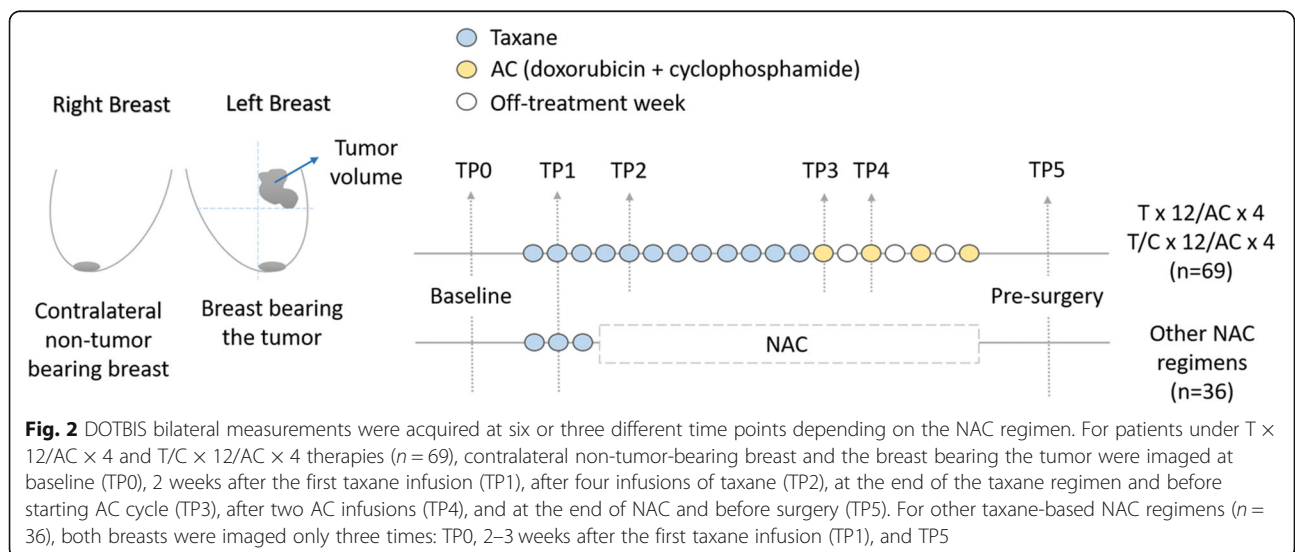 Taxane
AC (doxorubicin + cyclophosphamide)
Off-treatment week
Right Breast
Left Breast
Tumor
volume
TP0
TP1
TP2
TP3
TP4
TP5
T x 12/AC x 4
T/C x 12/AC x 4
(n=69)
Baseline
Pre-surgery
Contralateral
non-tumor
bearing breast
Breast bearing
the tumor
NAC
Other NAC
regimens
(n=36)
Fig. 2 DOTBIS bilateral measurements were acquired at six or three different time points depending on the NAC regimen. For patients under T ×
12/AC × 4 and T/C × 12/AC × 4 therapies (n = 69), contralateral non-tumor-bearing breast and the breast bearing the tumor were imaged at
baseline (TP0), 2 weeks after the first taxane infusion (TP1), after four infusions of taxane (TP2), at the end of the taxane regimen and before
starting AC cycle (TP3), after two AC infusions (TP4), and at the end of NAC and before surgery (TP5). For other taxane-based NAC regimens (n =
36), both breasts were imaged only three times: TP0, 2–3 weeks after the first taxane infusion (TP1), and TP5